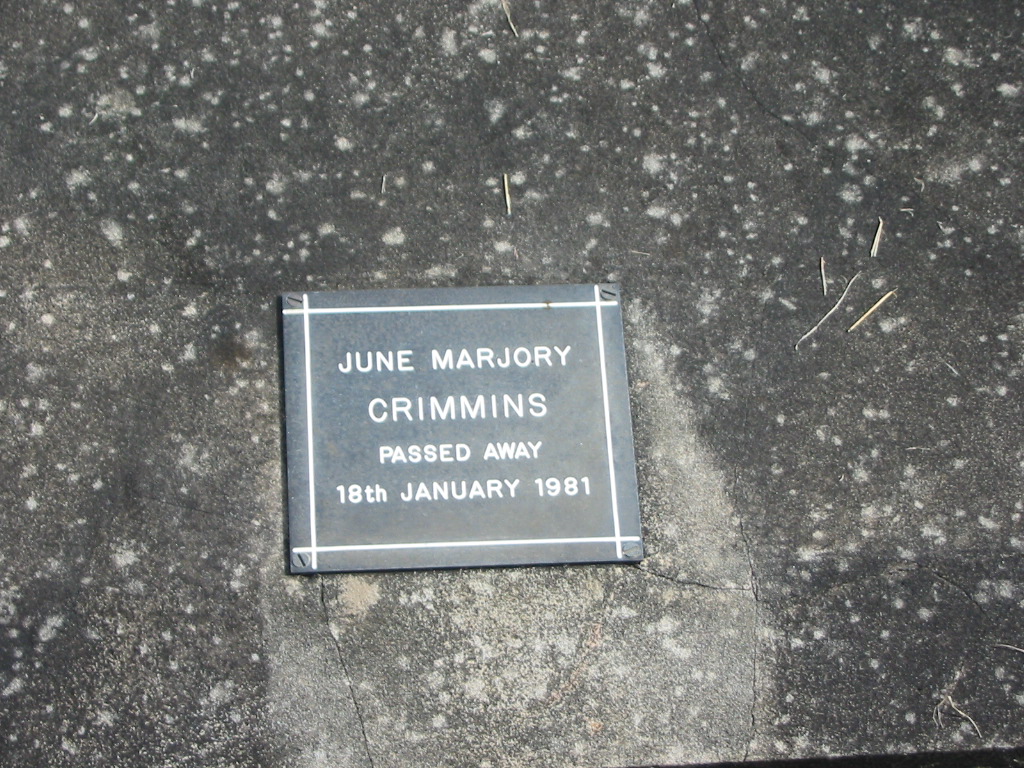 JUNE MARJORY
CRIMMINS
PASSED AWAY
18th JANUARY 1981